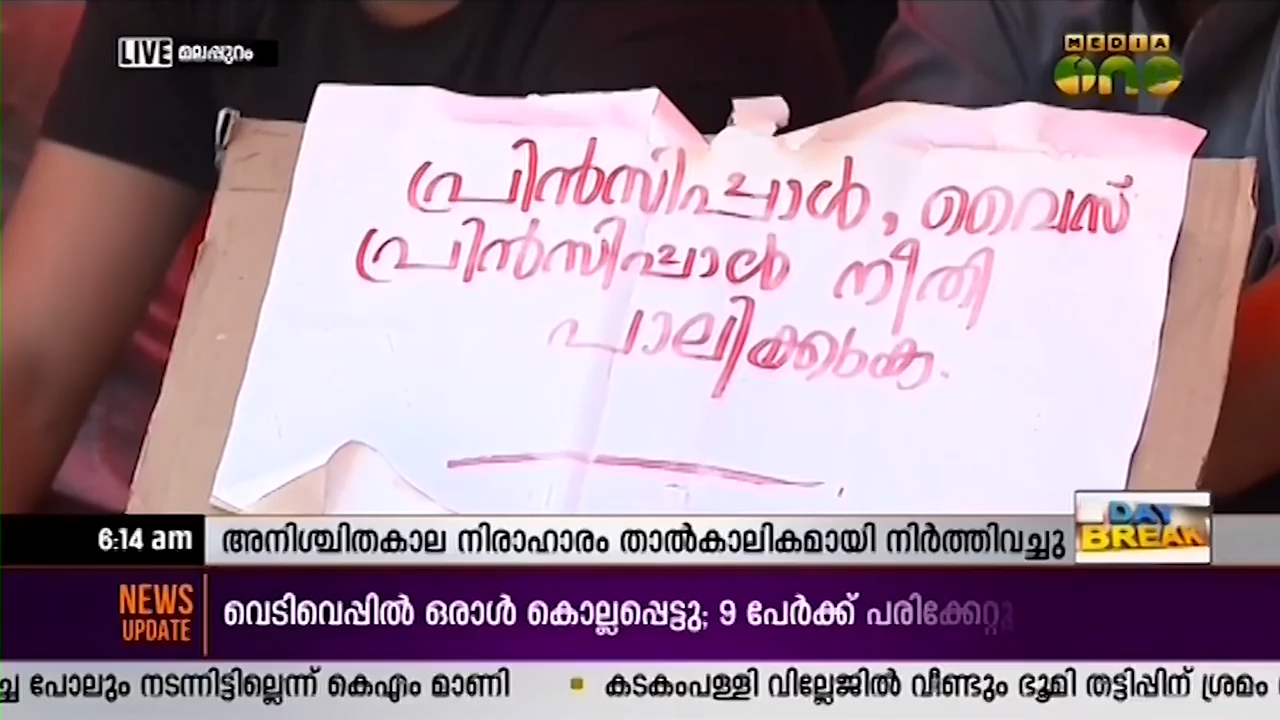 LIVE മലപ്പുറം
MEDIA
one
പ്രിൻസിപ്പാൾ, വൈസ്
പ്രിൻസിപ്പാൾ നീതി
പാലിക്കുക.
6:14 am അനിശ്ചിതകാല നിരാഹാരം താൽകാലികമായി നിർത്തിവച്ചു
DAY
BREAK
NEWS
UPDATE
വെടിവെപ്പിൽ ഒരാൾ കൊല്ലപ്പെട്ടു; 9 പേർക്ക് പരിക്കേറ്റു
പോലും നടന്നിട്ടില്ലെന്ന് കെഎം മാണി ▪ കടകംപള്ളി വില്ലേജിൽ വീണ്ടും ഭൂമി തട്ടിപ്പിന് ശ്രമം